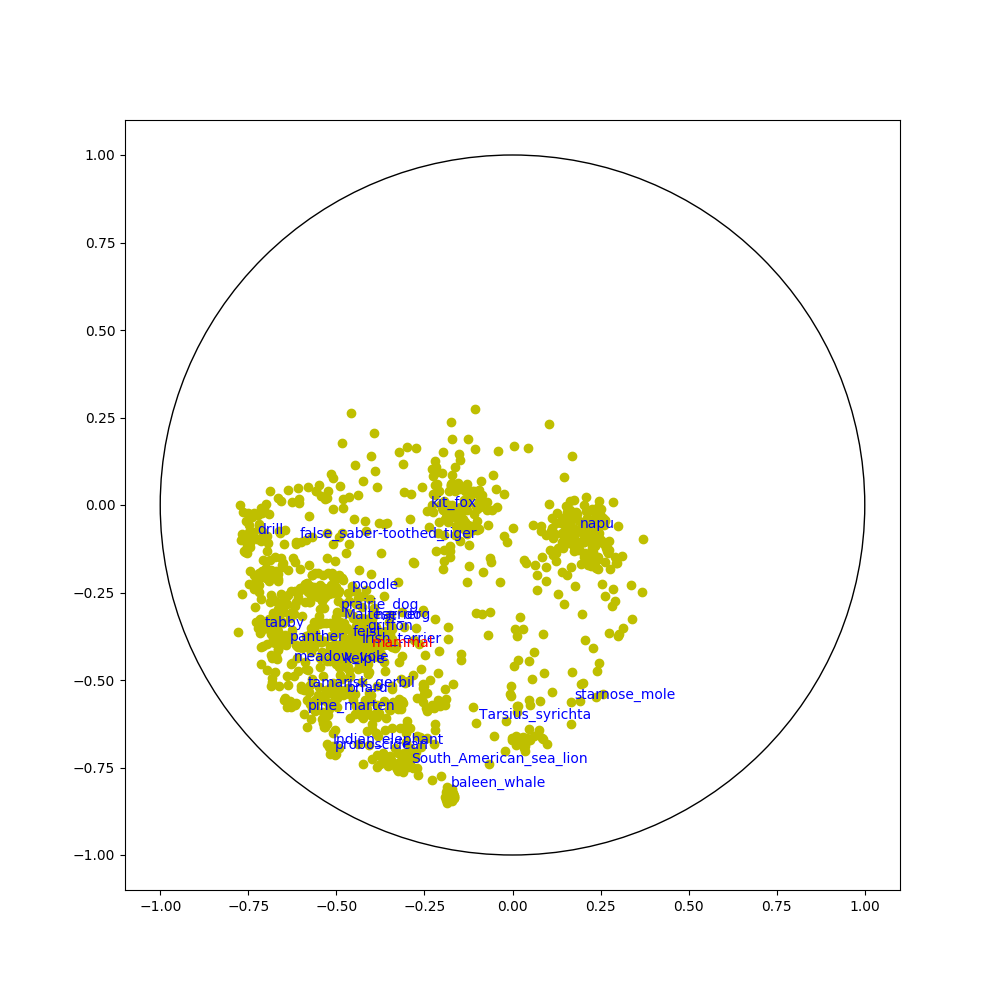 1.00
0.75
0.50
0.25
0.00
−0.25
−0.50
−0.75
−1.00
kit_fox
napu
drill
false_saber-toothed_tiger
poodle
prairie_dog
griffon
tabby
feist
panther
Irish_terrier
mammal
meadow_vole
kelpie
tamarisk_gerbil
briard
starnose_mole
pine_marten
Tarsius_syrichta
Indian_elephant
proboscidean
South_American_sea_lion
baleen_whale
−1.00 −0.75 −0.50 −0.25 0.00 0.25 0.50 0.75 1.00